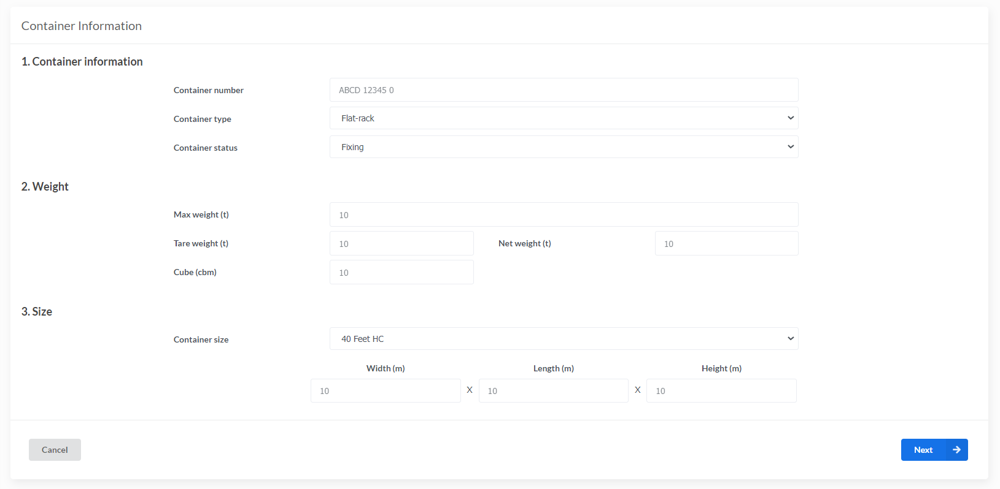 Container Information
1. Container information
Container number ABCD 12345 0
Container type Flat-rack
Container status Fixing
2. Weight
Max weight (t) 10
Tare weight (t) 10 Net weight (t) 10
Cube (cbm) 10
3. Size
Container size 40 Feet HC
Width (m) Length (m) Height (m)
10 X 10 X 10
Cancel Next